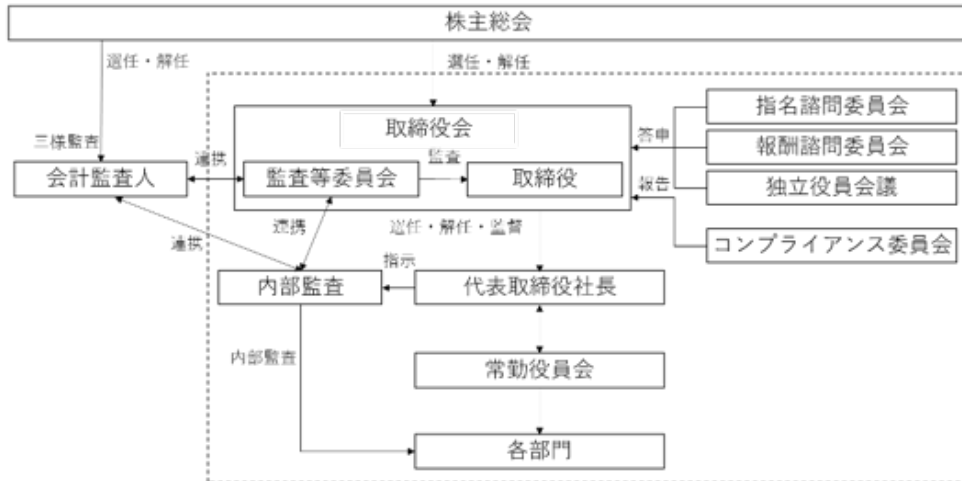 株主総会
選任・解任
選任・解任
取締役会
指名諮問委員会
答申
報酬諮問委員会
三様監査
連携
監査
会計監査人
監査等委員会
取締役
報告
独立役員会議
連携
連携
選任・解任・監督
コンプライアンス委員会
指示
内部監査
代表取締役社長
内部監査
常勤役員会
各部門